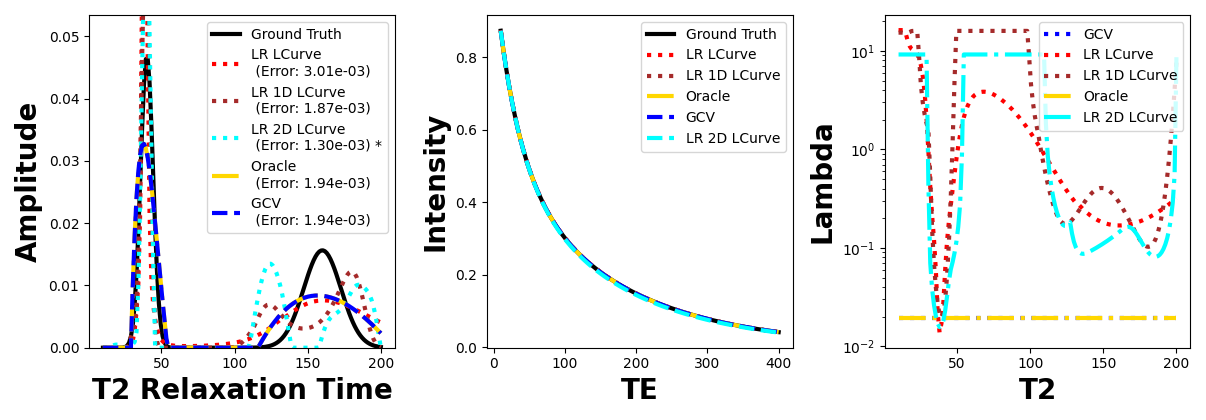 Amplitude
0.05
0.04
0.03
0.02
0.01
0.00
50
100
150
200
T2 Relaxation Time
Ground Truth
LR LCurve
(Error: 3.01e-03)
LR 1D LCurve
(Error: 1.87e-03)
LR 2D LCurve
(Error: 1.30e-03) *
Oracle
(Error: 1.94e-03)
GCV
(Error: 1.94e-03)
Intensity
0.8
0.6
0.4
0.2
0.0
0
100
200
300
400
TE
Ground Truth
LR LCurve
LR 1D LCurve
Oracle
GCV
LR 2D LCurve
Lambda
10¹
10⁰
10⁻¹
10⁻²
50
100
150
200
T2
GCV
LR LCurve
LR 1D LCurve
Oracle
LR 2D LCurve